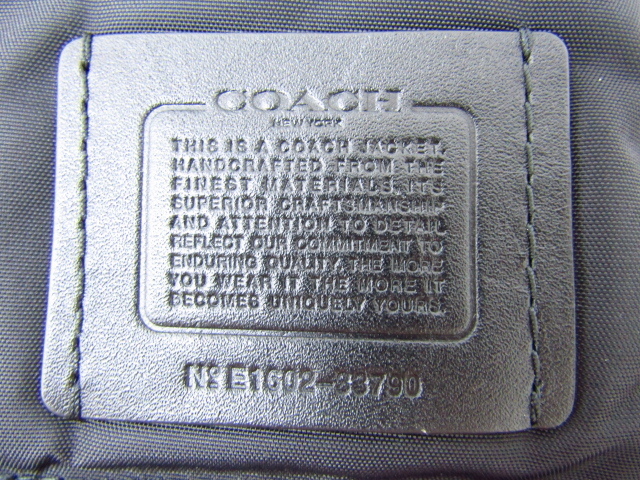 COACH
NEW YORK
THIS IS A COACH JACKET.
HANDCRAFTED FROM THE
FINEST MATERIALS, ITS
SUPERIOR CRAFTSMANSHIP
AND ATTENTION TO DETAIL
REFLECT OUR COMMITMENT TO
ENDURING QUALITY. THE MORE
YOU WEAR IT THE MORE IT
BECOMES UNIQUELY YOURS.
Nº E1602-33790